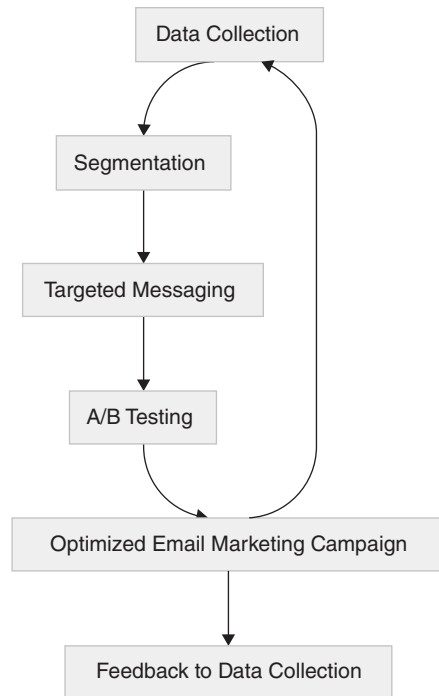 Data Collection
Segmentation
Targeted Messaging
A/B Testing
Optimized Email Marketing Campaign
Feedback to Data Collection